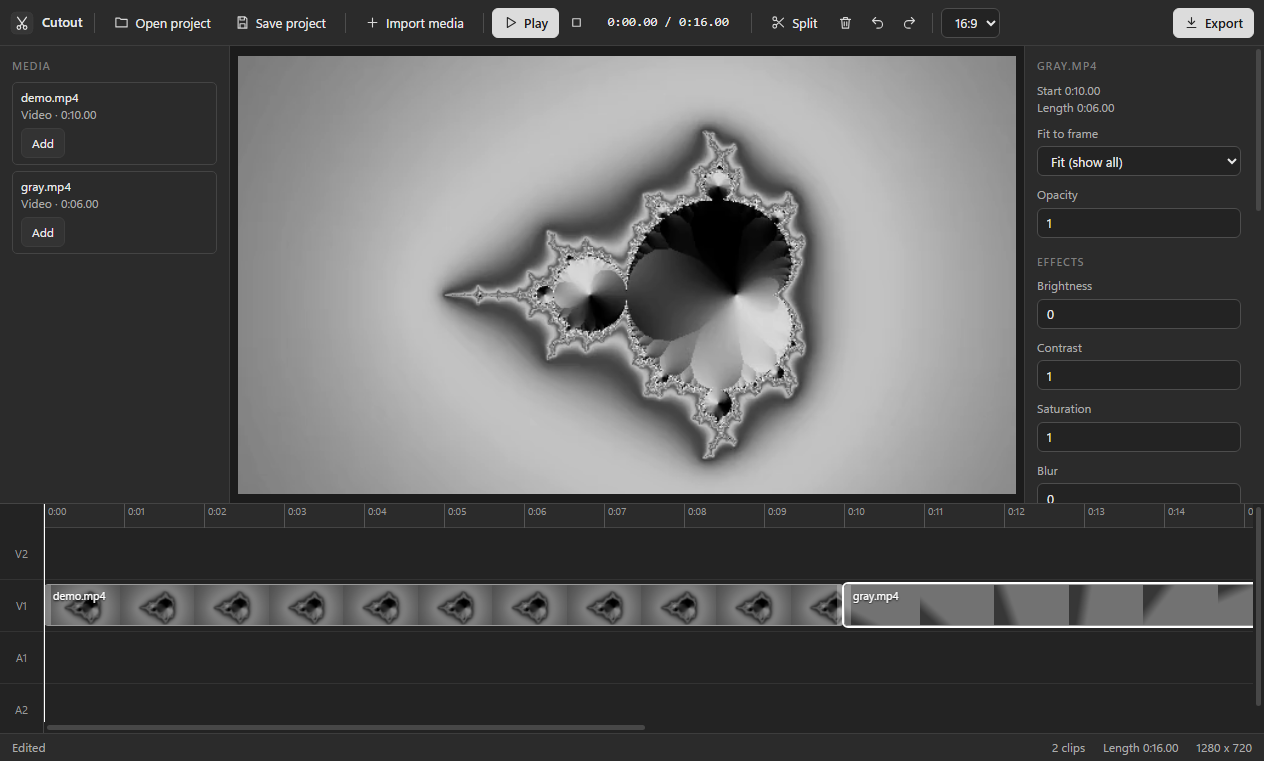 Cutout Open project Save project Import media Play 0:00.00 / 0:16.00 Split 16:9 Export
MEDIA
demo.mp4
Video · 0:10.00
Add
gray.mp4
Video · 0:06.00
Add
GRAY.MP4
Start 0:10.00
Length 0:06.00
Fit to frame
Fit (show all)
Opacity
1
EFFECTS
Brightness
0
Contrast
1
Saturation
1
Blur
0
0:00 0:01 0:02 0:03 0:04 0:05 0:06 0:07 0:08 0:09 0:10 0:11 0:12 0:13 0:14
V2
V1 demo.mp4 gray.mp4
A1
A2
Edited 2 clips Length 0:16.00 1280 x 720